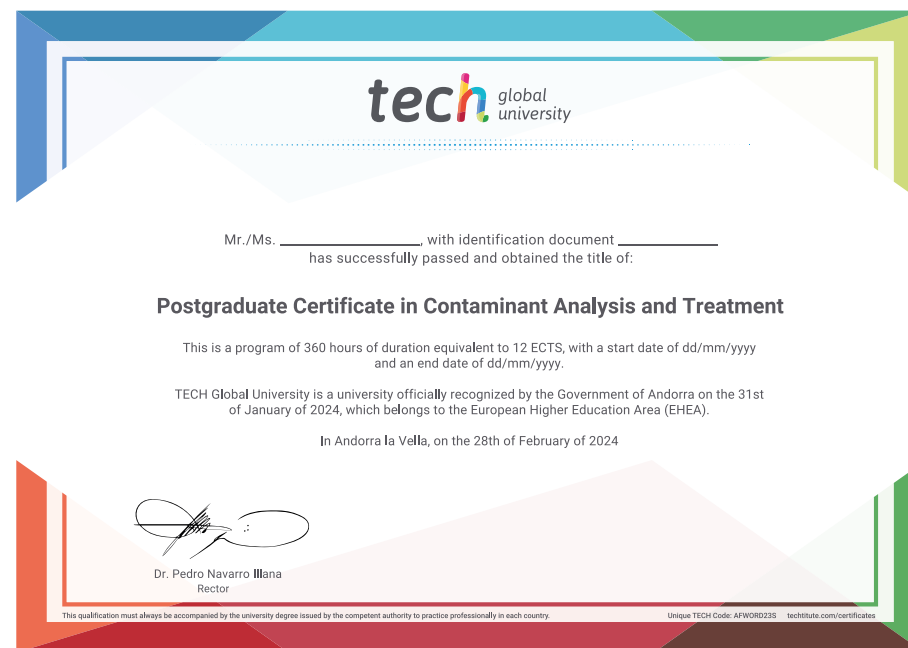 tech global
university
Mr./Ms. ____________________, with identification document ______________
has successfully passed and obtained the title of:
Postgraduate Certificate in Contaminant Analysis and Treatment
This is a program of 360 hours of duration equivalent to 12 ECTS, with a start date of dd/mm/yyyy
and an end date of dd/mm/yyyy.
TECH Global University is a university officially recognized by the Government of Andorra on the 31st
of January of 2024, which belongs to the European Higher Education Area (EHEA).
In Andorra la Vella, on the 28th of February of 2024
Dr. Pedro Navarro Illana
Rector
This qualification must always be accompanied by the university degree issued by the competent authority to practice professionally in each country. Unique TECH Code: AFWORD23S techtitute.com/certificates